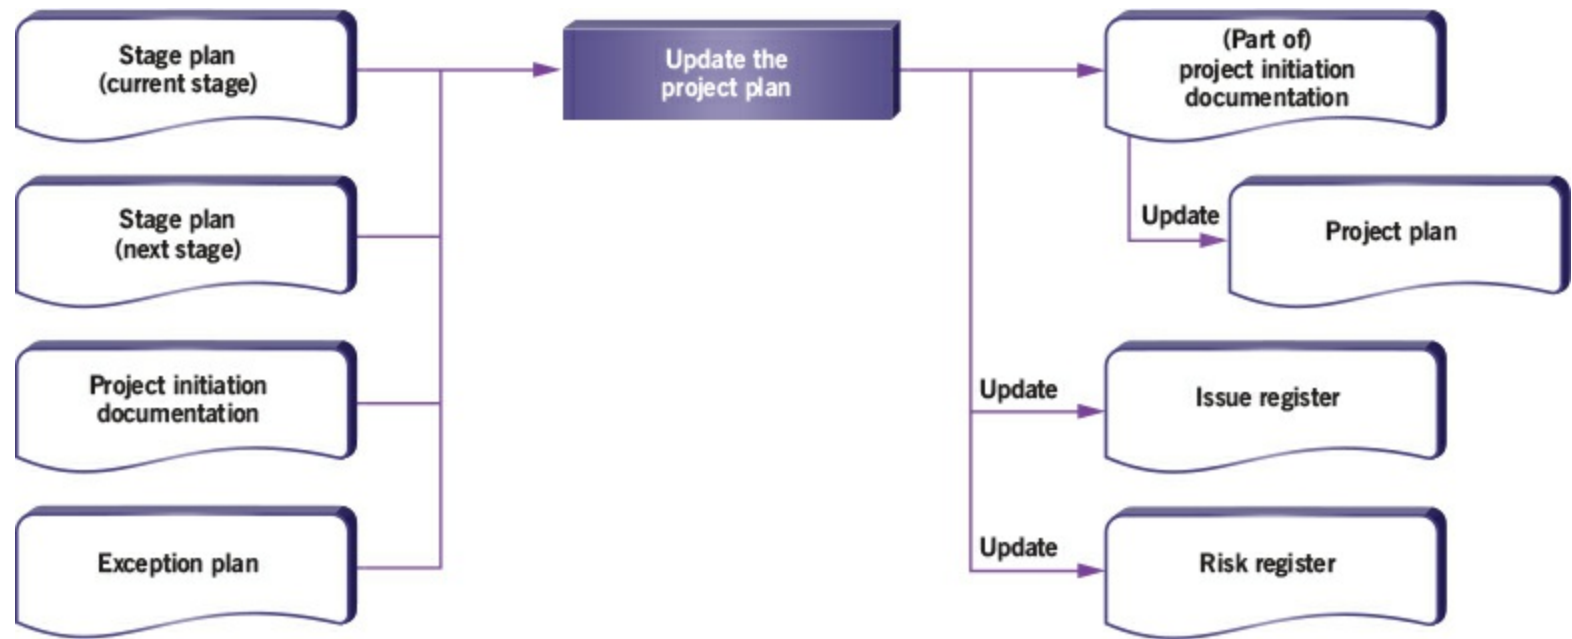 Stage plan
(current stage)
Stage plan
(next stage)
Project initiation
documentation
Exception plan
Update the
project plan
(Part of)
project initiation
documentation
Update
Project plan
Update
Issue register
Update
Risk register